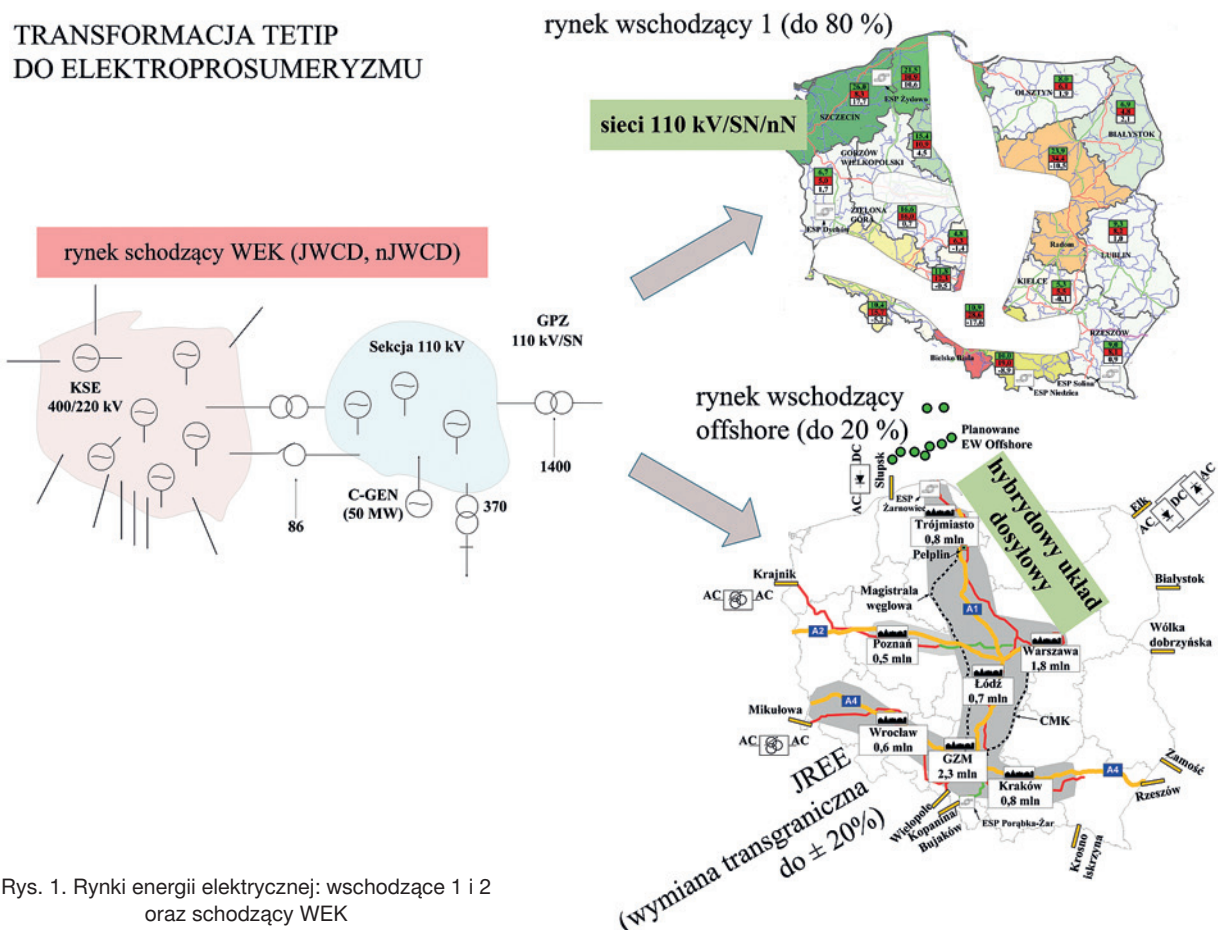 TRANSFORMACJA TETIP
DO ELEKTROPROSUMERYZMU
rynek schodzący WEK (JWCD, nJWCD)
KSE
400/220 kV
Sekcja 110 kV
GPZ
110 kV/SN
1400
C-GEN
(50 MW)
370
86
rynek wschodzący 1 (do 80 %)
sieci 110 kV/SN/nN
SZCZECIN
ESP Żydowo
OLSZTYN
BIAŁYSTOK
GORZÓW
WIELKOPOLSKI
ZIELONA
GÓRA
ESP Dychów
Radom
LUBLIN
KIELCE
RZESZÓW
Bielsko Biała
ESP Solina
ESP Niedzica
rynek wschodzący
offshore (do 20 %)
Planowane
EW Offshore
hybrydowy układ
dosyłowy
AC DC
Słupsk
ESP
Żarnowiec
Trójmiasto
0,8 mln
Pelplin
Ełk
AC DC AC
Krajnik
AC AC
Magistrala
węglowa
A1
A2
Białystok
Wólka
dobrzyńska
Poznań
0,5 mln
Warszawa
1,8 mln
Łódź
0,7 mln
Mikułowa
A4
AC AC
Wrocław
0,6 mln
CMK
GZM
2,3 mln
Kraków
0,8 mln
A4
Zamość
Rzeszów
Wielopole
Kopanina/
Bujaków
ESP Porąbka-Żar
Krosno
iskrzyna
JREE
(wymiana transgraniczna
do ± 20%)
Rys. 1. Rynki energii elektrycznej: wschodzące 1 i 2
oraz schodzący WEK